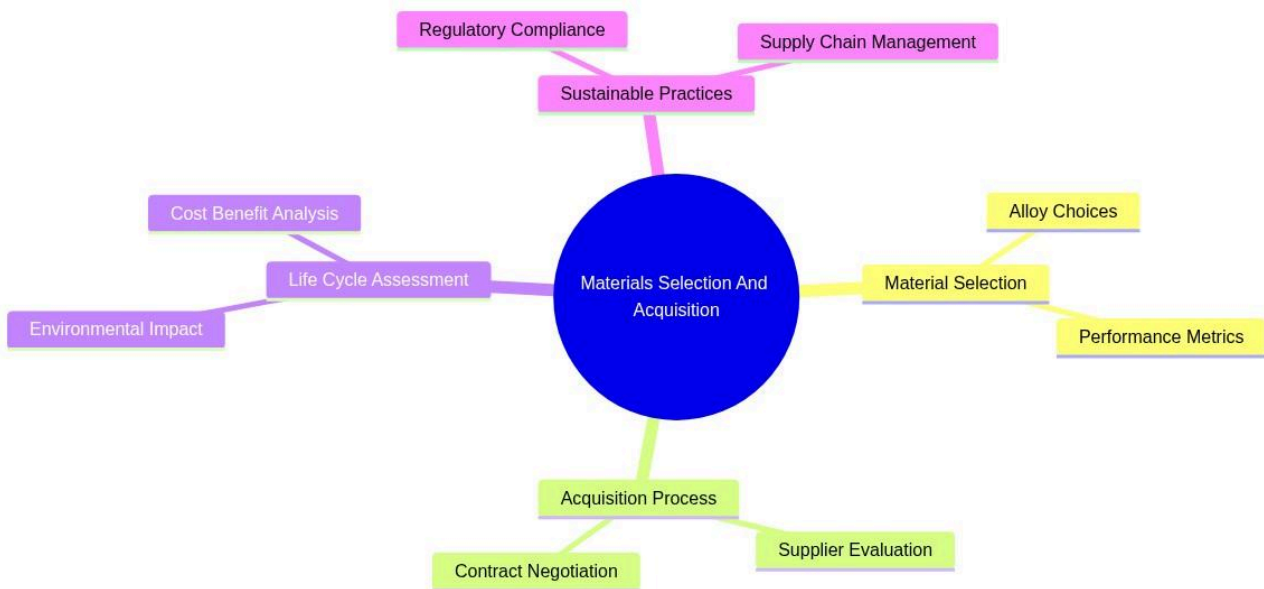 Regulatory Compliance
Supply Chain Management
Sustainable Practices
Cost Benefit Analysis
Alloy Choices
Life Cycle Assessment
Materials Selection And
Acquisition
Material Selection
Environmental Impact
Performance Metrics
Acquisition Process
Supplier Evaluation
Contract Negotiation